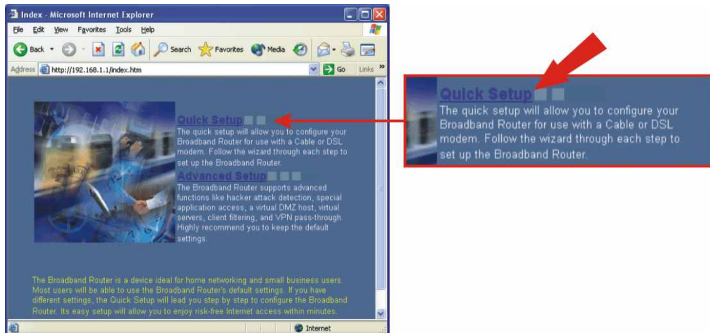 Index - Microsoft Internet Explorer
File Edit View Favorites Tools Help
Back Search Favorites Media
Address http://192.168.1.1/index.htm Go Links »
Quick Setup
The quick setup will allow you to configure your
Broadband Router for use with a Cable or DSL
modem. Follow the wizard through each step to
set up the Broadband Router.
Advanced Setup
The Broadband Router supports advanced
functions like hacker attack detection, special
application access, a virtual DMZ host, virtual
servers, client filtering, and VPN pass-through.
Highly recommend you to keep the default
settings.
The Broadband Router is a device ideal for home networking and small business users.
Most users will be able to use the Broadband Router's default settings. If you have
different settings, the Quick Setup will lead you step by step to configure the Broadband
Router. Its easy setup will allow you to enjoy risk-free Internet access within minutes.
Internet
Quick Setup
The quick setup will allow you to configure your
Broadband Router for use with a Cable or DSL
modem. Follow the wizard through each step to
set up the Broadband Router.